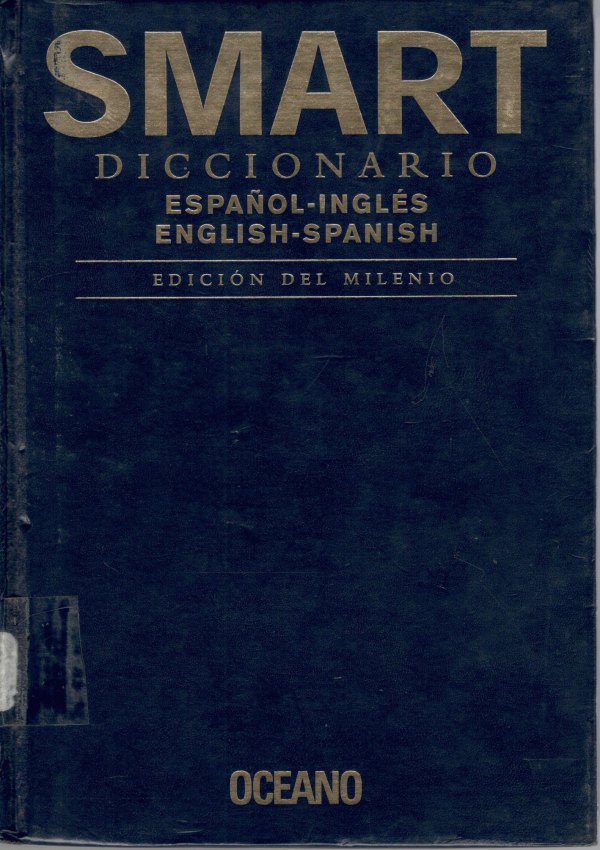 SMART
DICCIONARIO
ESPAÑOL-INGLÉS
ENGLISH-SPANISH
EDICIÓN DEL MILENIO
OCEANO